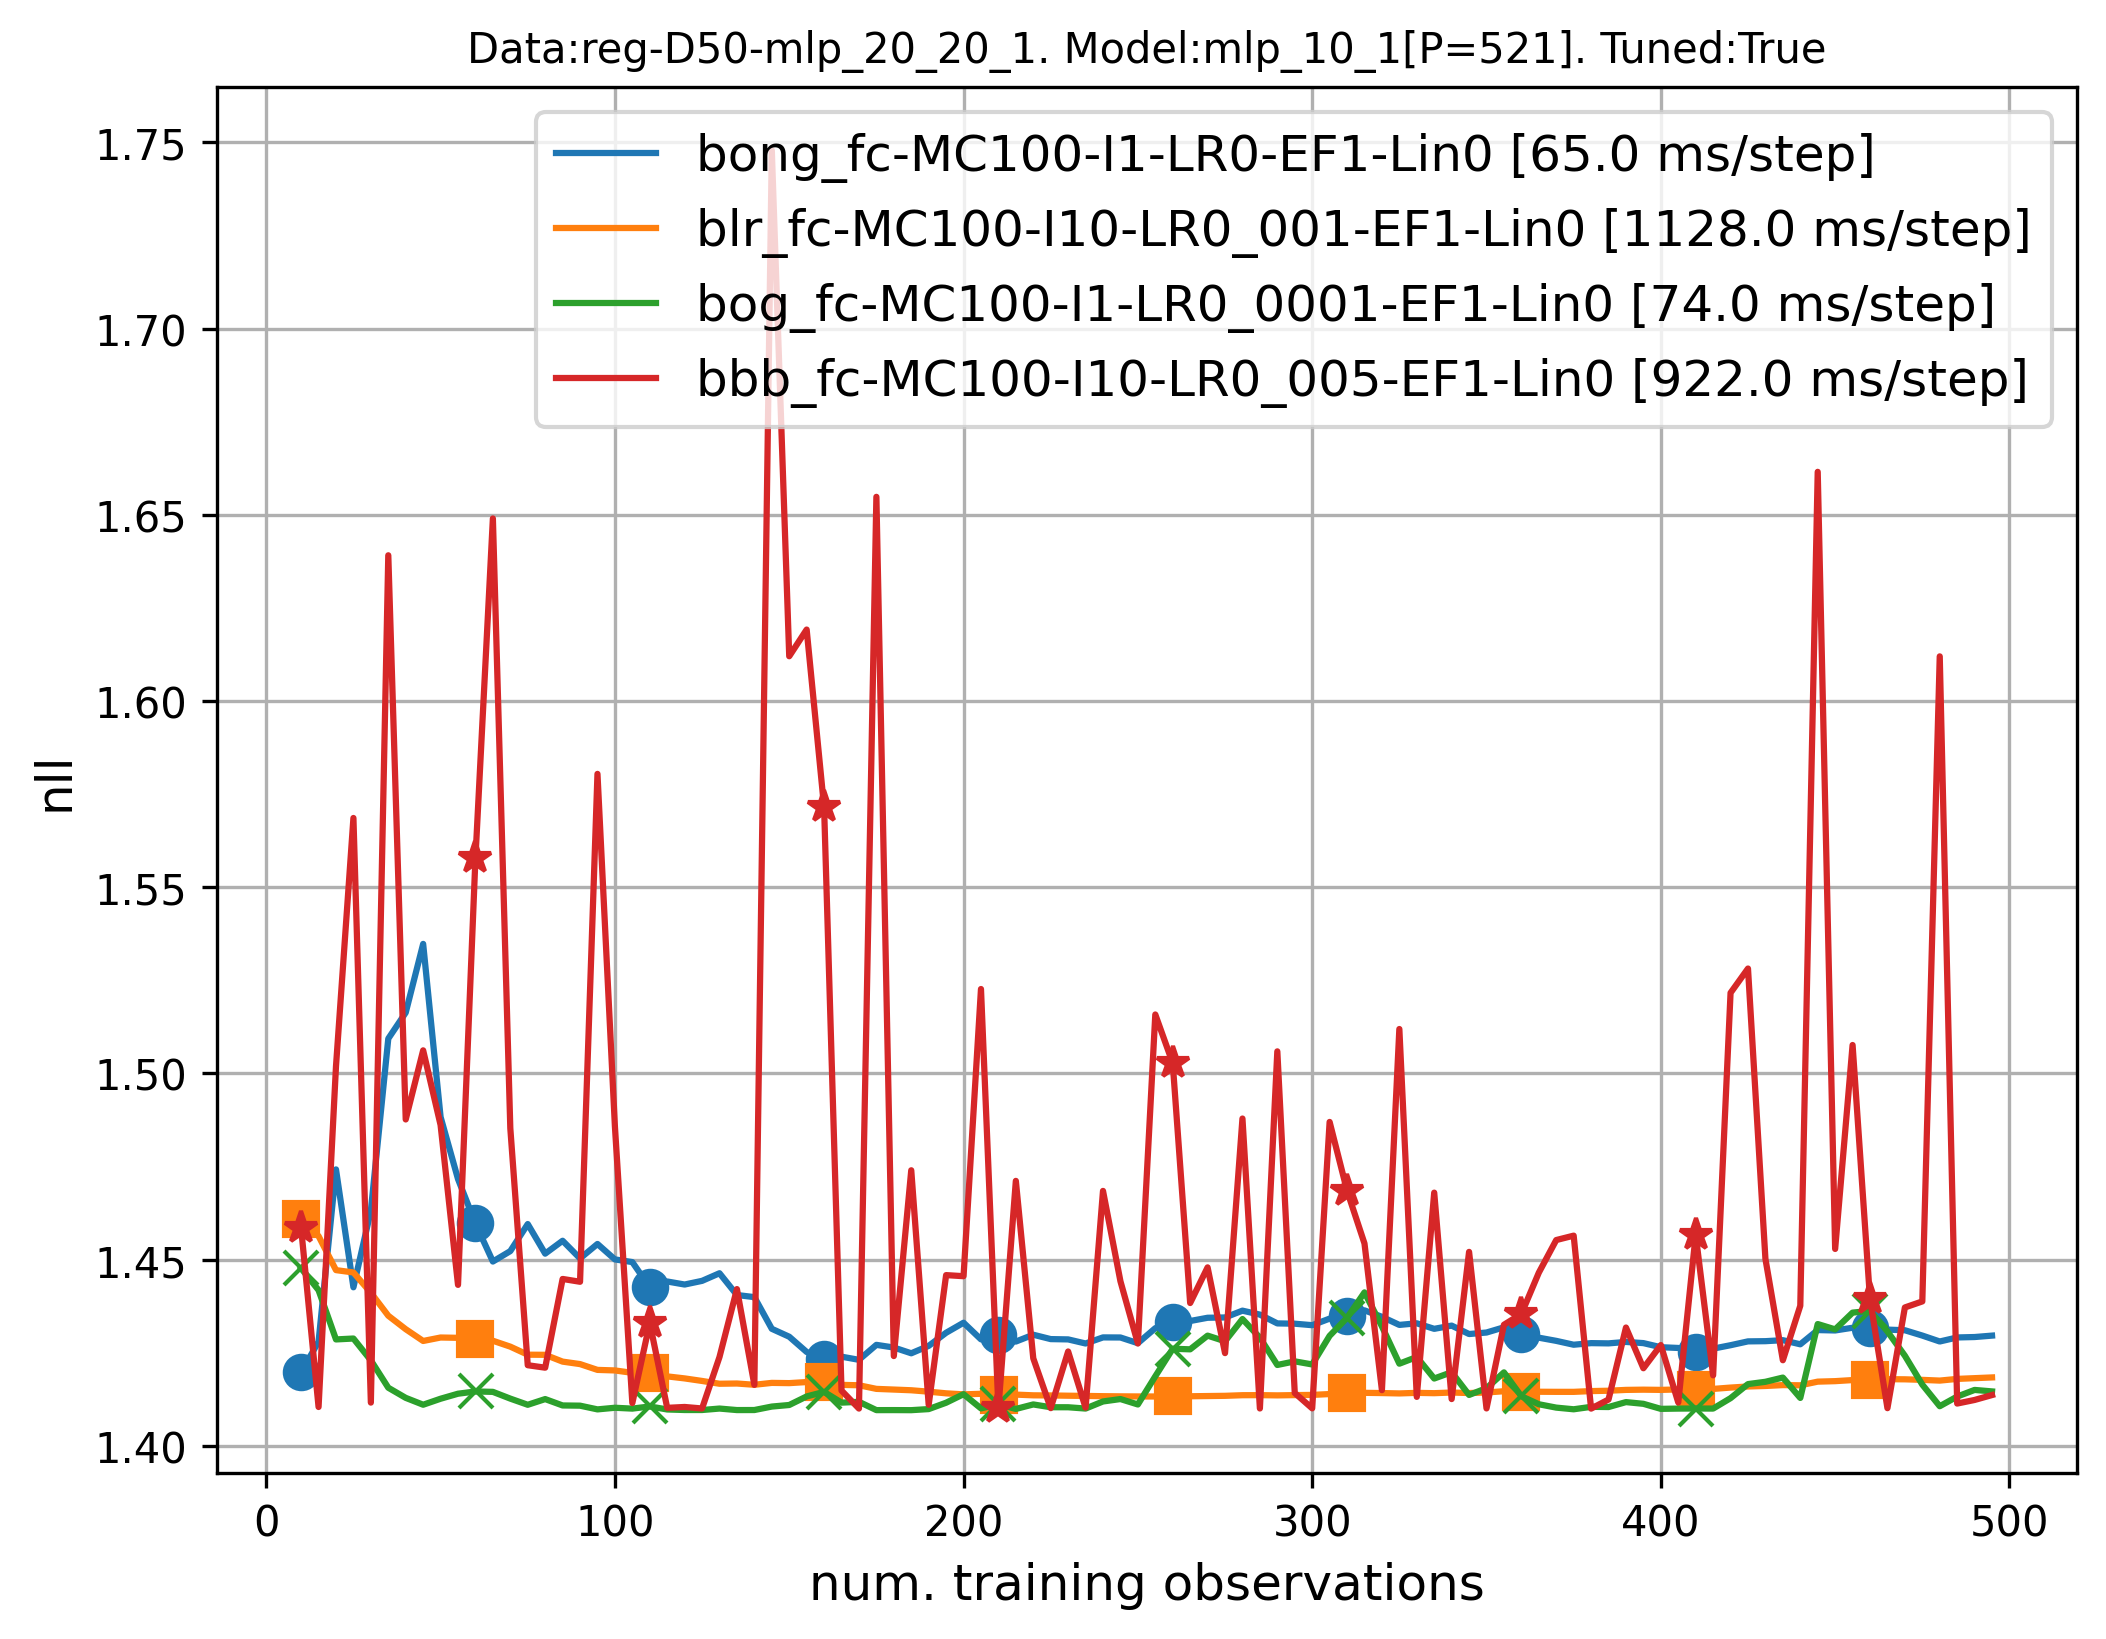 Data:reg-D50-mlp_20_20_1. Model:mlp_10_1[P=521]. Tuned:True
bong_fc-MC100-I1-LR0-EF1-Lin0 [65.0 ms/step]
blr_fc-MC100-I10-LR0_001-EF1-Lin0 [1128.0 ms/step]
bog_fc-MC100-I1-LR0_0001-EF1-Lin0 [74.0 ms/step]
bbb_fc-MC100-I10-LR0_005-EF1-Lin0 [922.0 ms/step]
nll
1.75
1.70
1.65
1.60
1.55
1.50
1.45
1.40
0 100 200 300 400 500
num. training observations